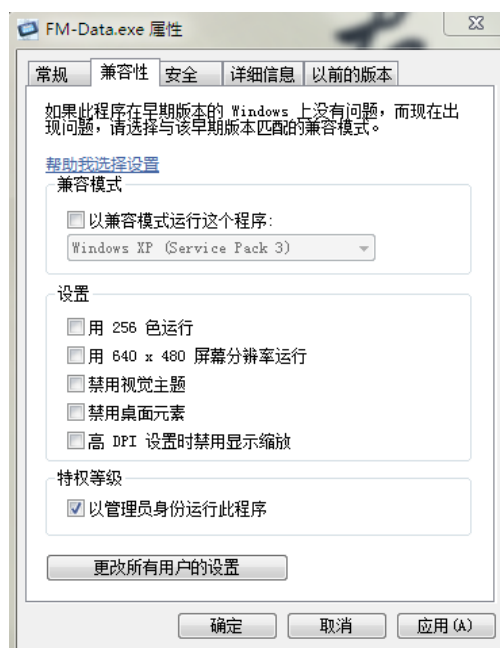 FM-Data.exe 属性
常规 兼容性 安全 详细信息 以前的版本
如果此程序在早期版本的 Windows 上没有问题，而现在出
现问题，请选择与该早期版本匹配的兼容模式。
帮助我选择设置
兼容模式
以兼容模式运行这个程序:
Windows XP (Service Pack 3)
设置
用 256 色运行
用 640 x 480 屏幕分辨率运行
禁用视觉主题
禁用桌面元素
高 DPI 设置时禁用显示缩放
特权等级
以管理员身份运行此程序
更改所有用户的设置
确定 取消 应用(A)